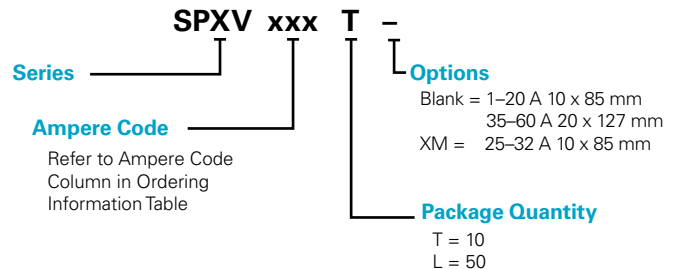 SPXV xxx T –
Series
Options
Blank = 1–20 A 10 x 85 mm
35–60 A 20 x 127 mm
XM = 25–32 A 10 x 85 mm
Ampere Code
Refer to Ampere Code
Column in Ordering
Information Table
Package Quantity
T = 10
L = 50